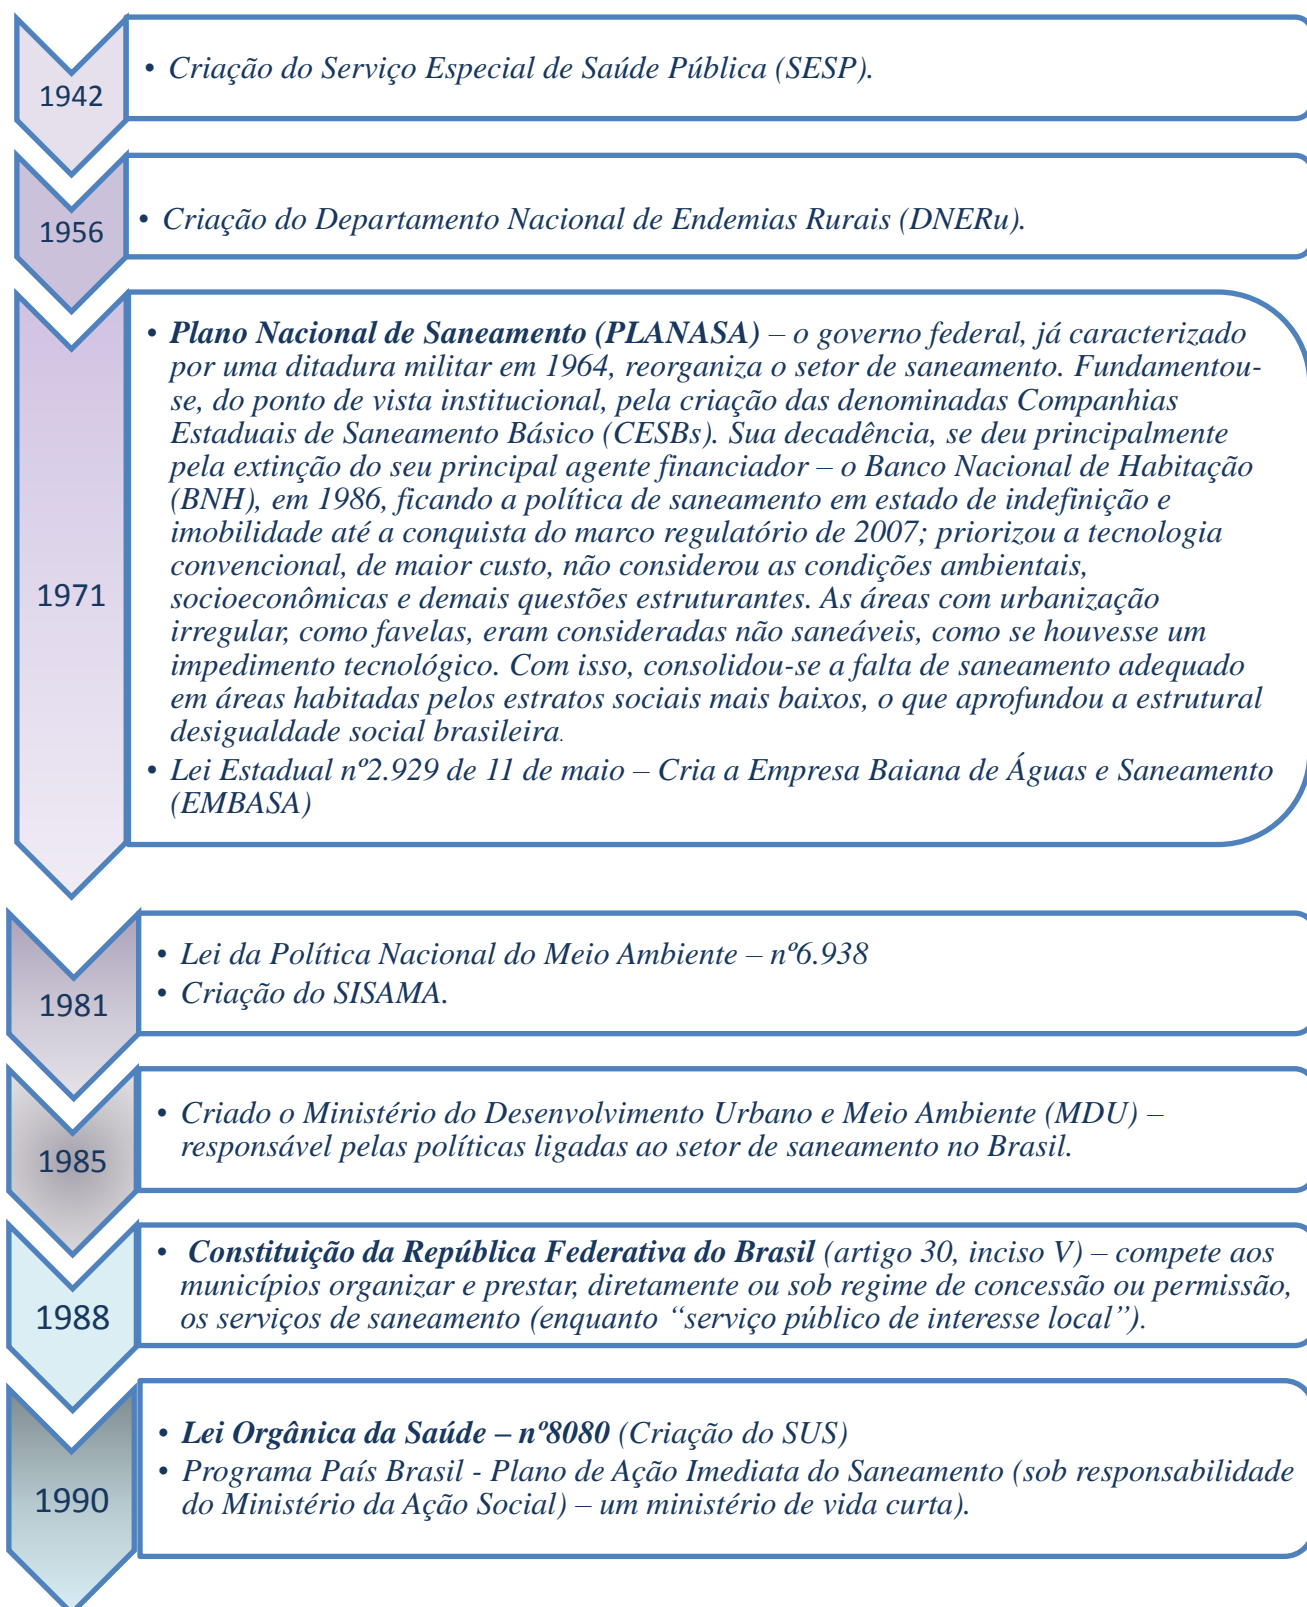 1942
• Criação do Serviço Especial de Saúde Pública (SESP).
1956
• Criação do Departamento Nacional de Endemias Rurais (DNERu).
1971
• Plano Nacional de Saneamento (PLANASA) – o governo federal, já caracterizado
por uma ditadura militar em 1964, reorganiza o setor de saneamento. Fundamentou-
se, do ponto de vista institucional, pela criação das denominadas Companhias
Estaduais de Saneamento Básico (CESBs). Sua decadência, se deu principalmente
pela extinção do seu principal agente financiador – o Banco Nacional de Habitação
(BNH), em 1986, ficando a política de saneamento em estado de indefinição e
imobilidade até a conquista do marco regulatório de 2007; priorizou a tecnologia
convencional, de maior custo, não considerou as condições ambientais,
socioeconômicas e demais questões estruturantes. As áreas com urbanização
irregular, como favelas, eram consideradas não saneáveis, como se houvesse um
impedimento tecnológico. Com isso, consolidou-se a falta de saneamento adequado
em áreas habitadas pelos estratos sociais mais baixos, o que aprofundou a estrutural
desigualdade social brasileira.
• Lei Estadual nº2.929 de 11 de maio – Cria a Empresa Baiana de Águas e Saneamento
(EMBASA)
1981
• Lei da Política Nacional do Meio Ambiente – nº6.938
• Criação do SISAMA.
1985
• Criado o Ministério do Desenvolvimento Urbano e Meio Ambiente (MDU) –
responsável pelas políticas ligadas ao setor de saneamento no Brasil.
1988
• Constituição da República Federativa do Brasil (artigo 30, inciso V) – compete aos
municípios organizar e prestar, diretamente ou sob regime de concessão ou permissão,
os serviços de saneamento (enquanto “serviço público de interesse local”).
1990
• Lei Orgânica da Saúde – nº8080 (Criação do SUS)
• Programa País Brasil - Plano de Ação Imediata do Saneamento (sob responsabilidade
do Ministério da Ação Social) – um ministério de vida curta).